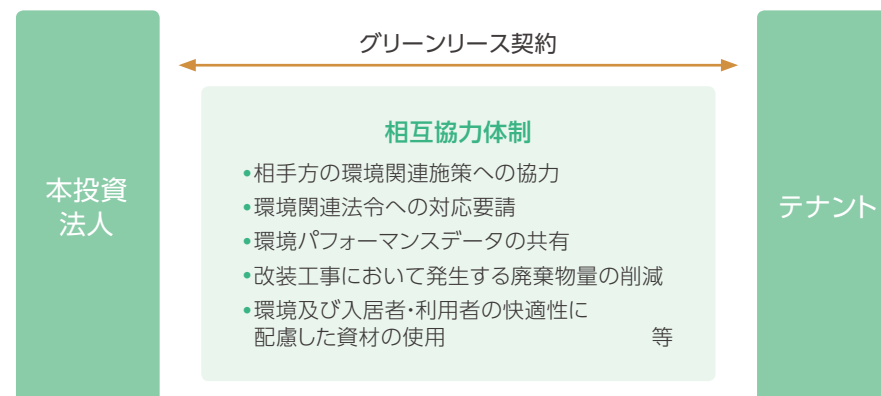 グリーンリース契約
本投資
法人
相互協力体制
•相手方の環境関連施策への協力
•環境関連法令への対応要請
•環境パフォーマンスデータの共有
•改装工事において発生する廃棄物量の削減
•環境及び入居者・利用者の快適性に
配慮した資材の使用 等
テナント